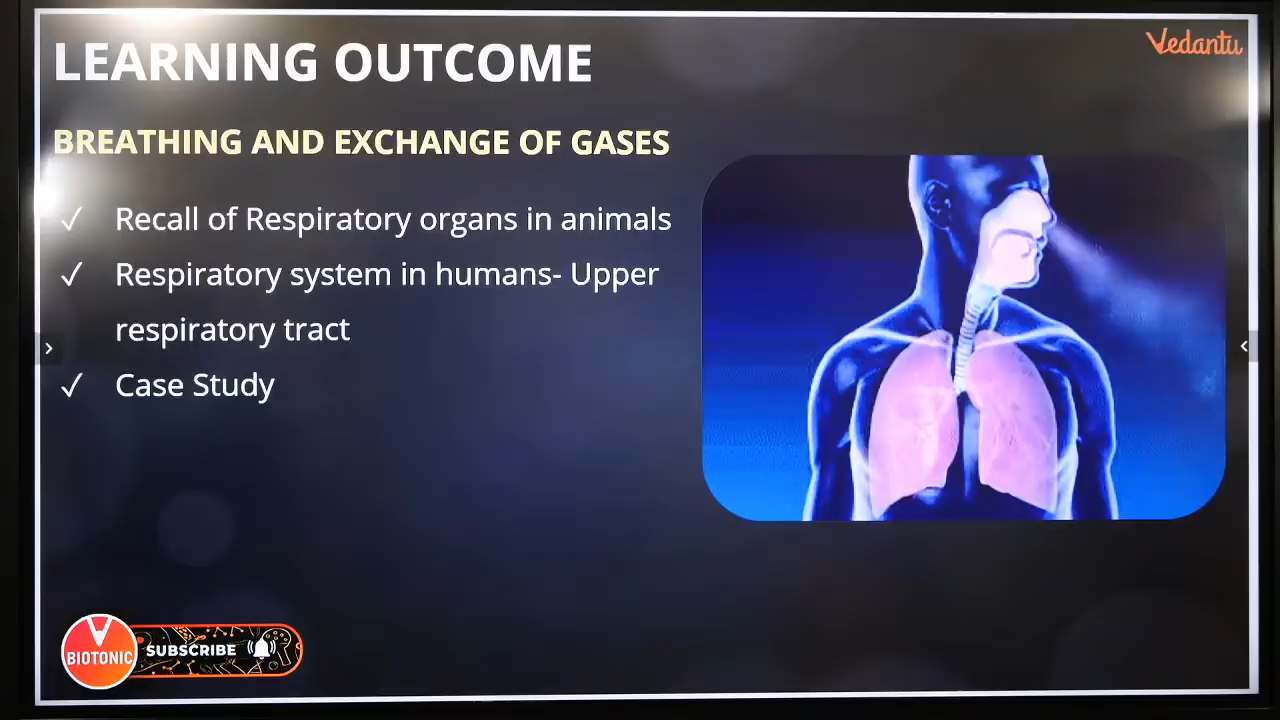 LEARNING OUTCOME
Vedantu
BREATHING AND EXCHANGE OF GASES
✓ Recall of Respiratory organs in animals
✓ Respiratory system in humans- Upper
respiratory tract
✓ Case Study
BIOTONIC
SUBSCRIBE